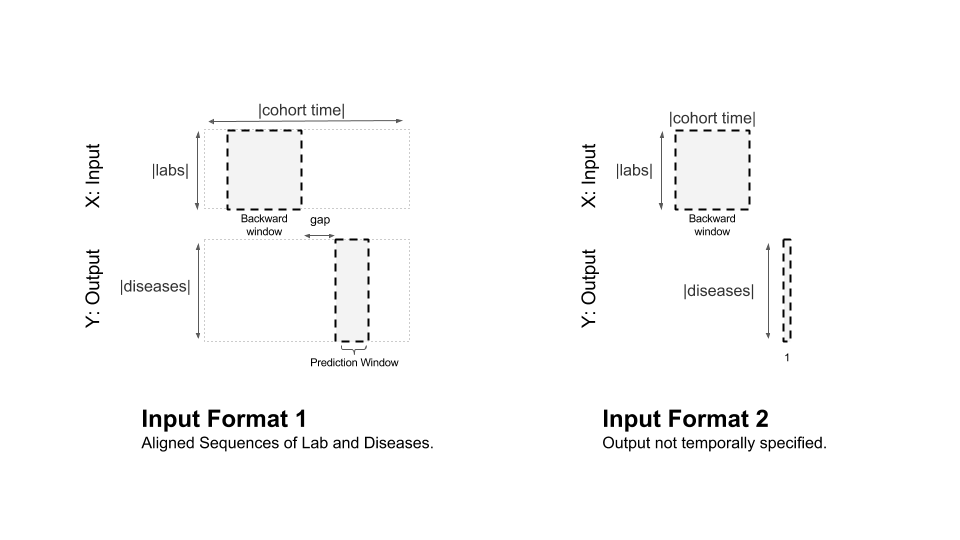 |cohort time|
X: Input
|labs|
Backward
window
gap
Y: Output
|diseases|
Prediction Window
Input Format 1
Aligned Sequences of Lab and Diseases.
|cohort time|
X: Input
|labs|
Backward
window
Y: Output
|diseases|
1
Input Format 2
Output not temporally specified.